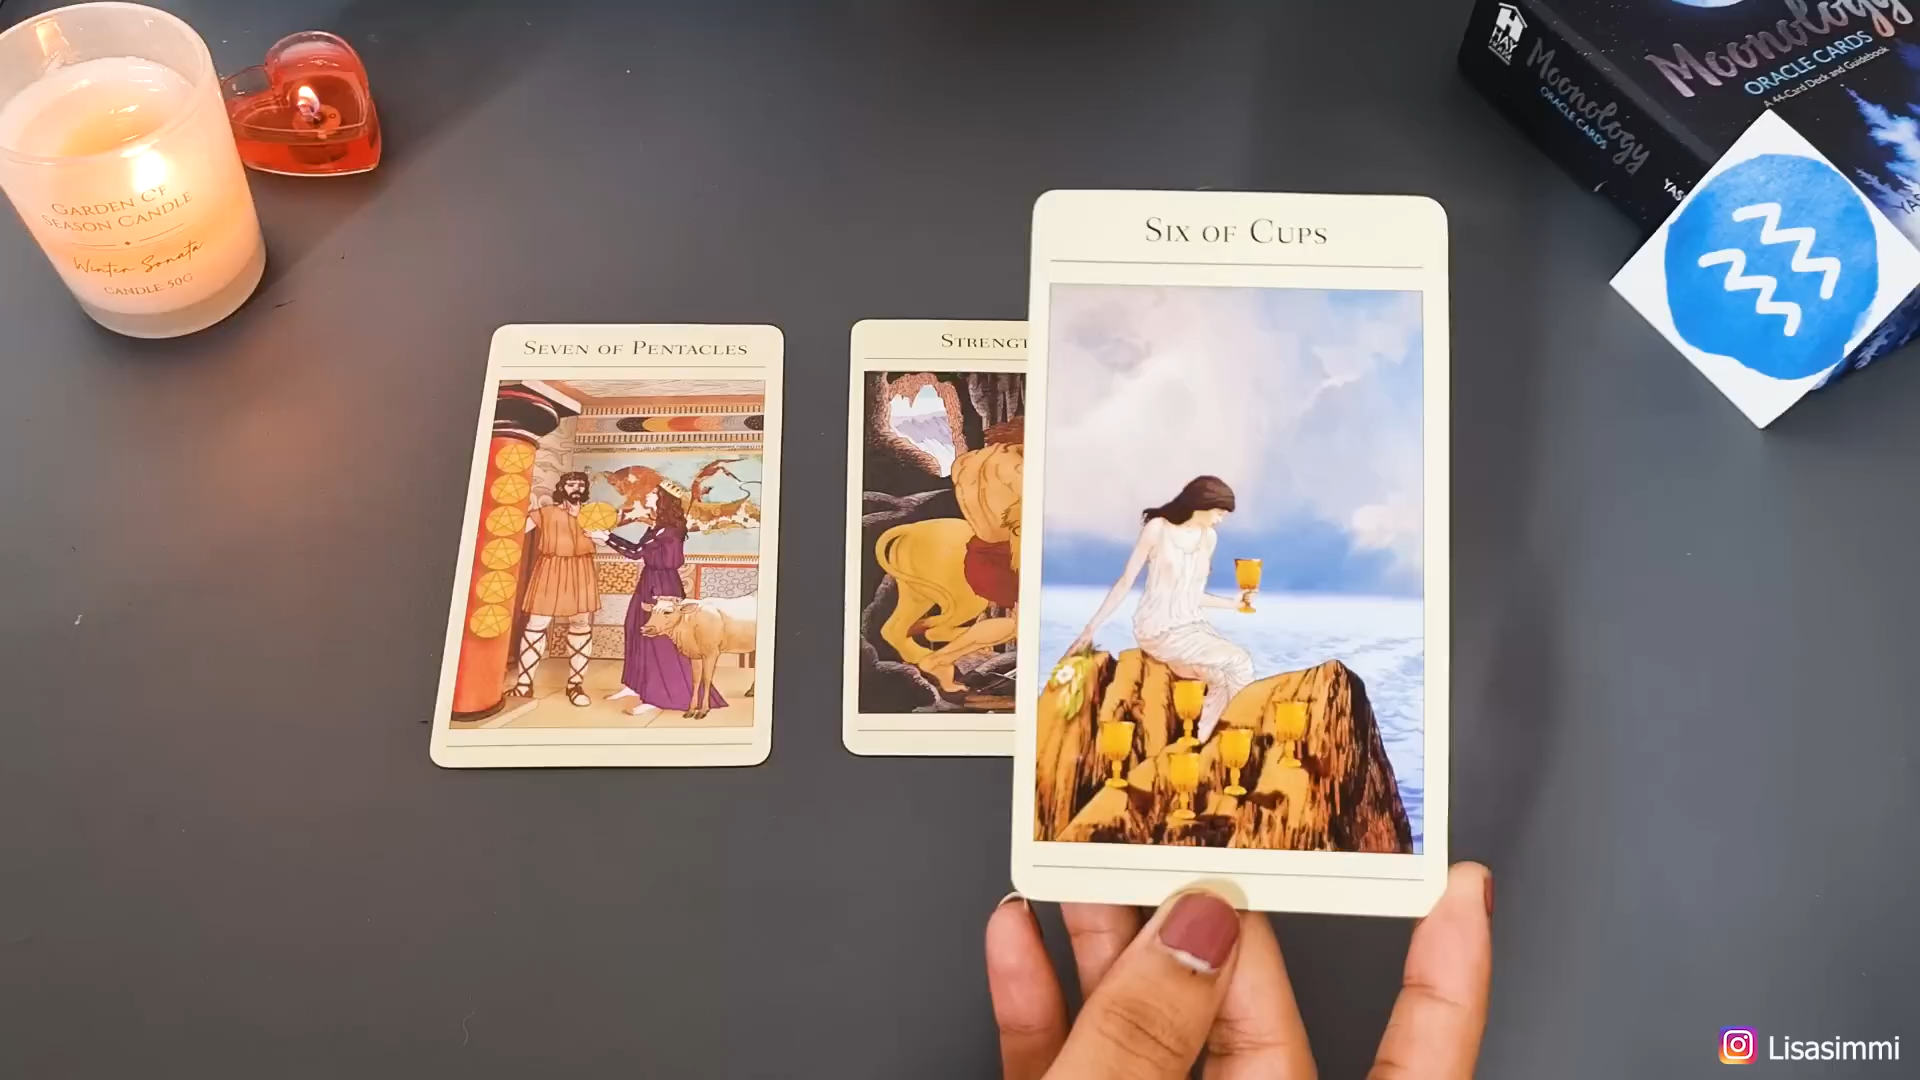 GARDEN OF
SEASON CANDLE
Winter Sonata
CANDLE 50G
HAY
HOUSE
Moonology
ORACLE CARDS
Moonology
ORACLE CARDS
A 44-Card Deck and Guidebook
SIX OF CUPS
SEVEN OF PENTACLES
STRENGT
Lisasimmi